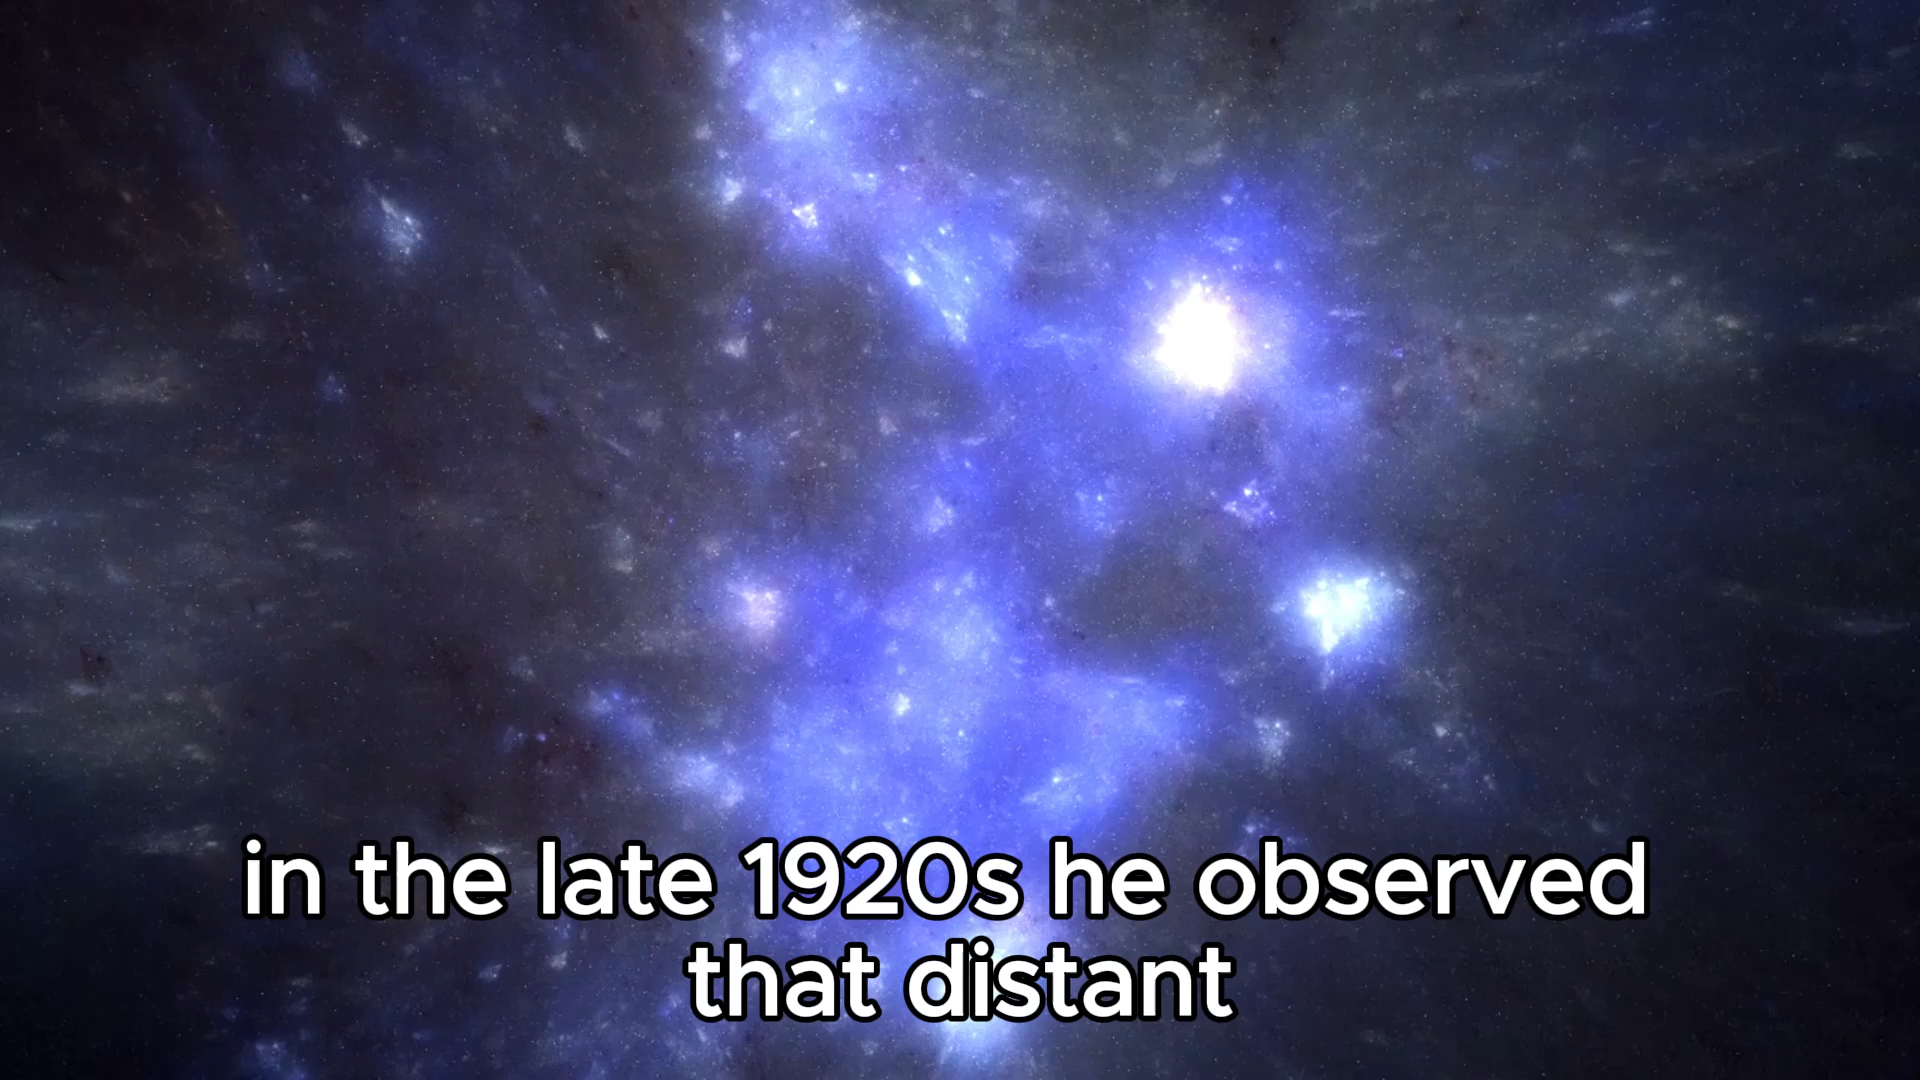 in the late 1920s he observed
that distant